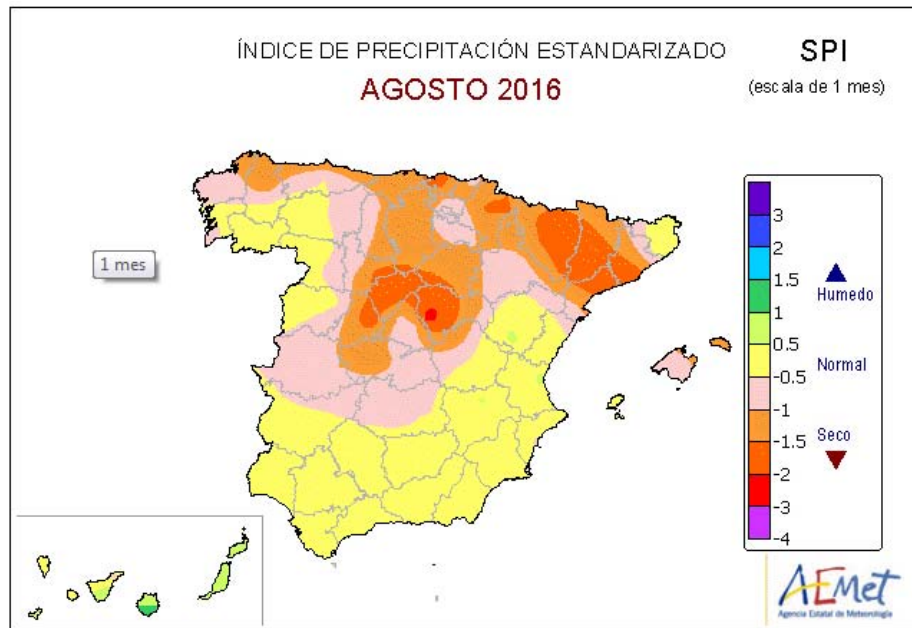 ÍNDICE DE PRECIPITACIÓN ESTANDARIZADO
AGOSTO 2016
SPI
(escala de 1 mes)
1 mes
3
2
1.5
1
0.5
-0.5
-1
-1.5
-2
-3
-4
Humedo
Normal
Seco
AEMet
Agencia Estatal de Meteorología